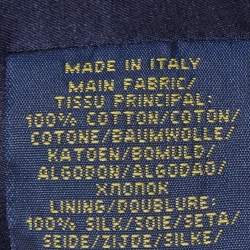 MADE IN ITALY
MAIN FABRIC/
TISSU PRINCIPAL:
100% COTTON/COTON/
COTONE/BAUMWOLLE/
KATOEN/BOMULD/
ALGODON/ALGODAO/
ХЛОПОК
LINING/DOUBLURE:
100% SILK/SOIE/SETA/
SEIDE/ZIJDE/SILKE/